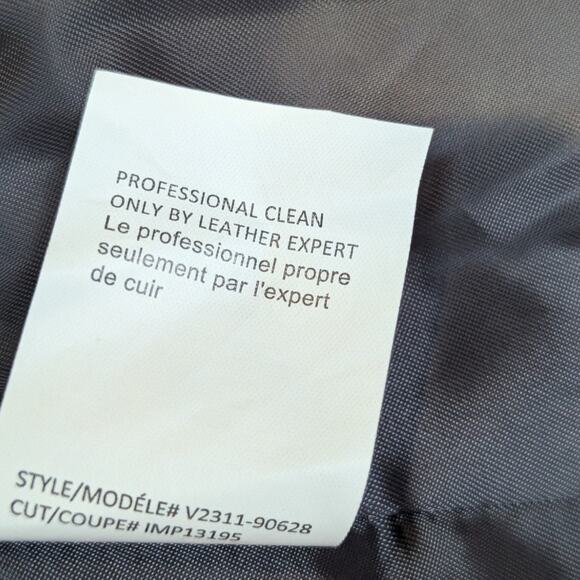 PROFESSIONAL CLEAN
ONLY BY LEATHER EXPERT
Le professionnel propre
seulement par l'expert
de cuir
STYLE/MODÉLE# V2311-90628
CUT/COUPE# IMP13195